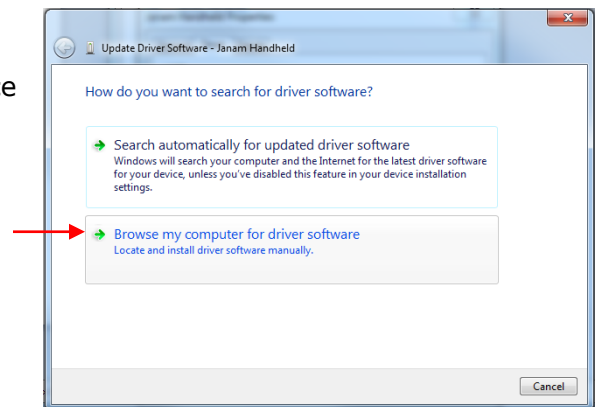 Update Driver Software - Janam Handheld
How do you want to search for driver software?
Search automatically for updated driver software
Windows will search your computer and the Internet for the latest driver software
for your device, unless you've disabled this feature in your device installation
settings.
Browse my computer for driver software
Locate and install driver software manually.
Cancel